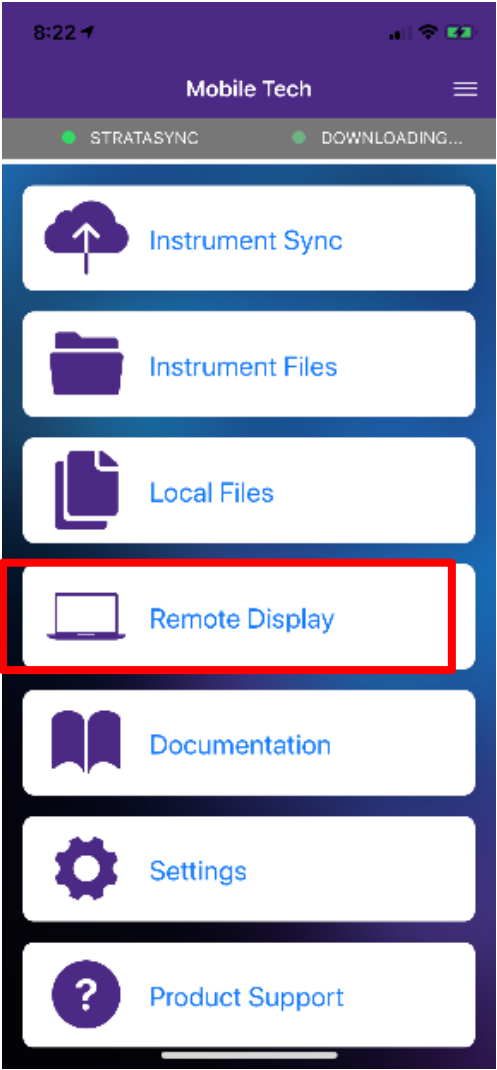 8:22
Mobile Tech
STRATASYNC DOWNLOADING...
Instrument Sync
Instrument Files
Local Files
Remote Display
Documentation
Settings
?
Product Support